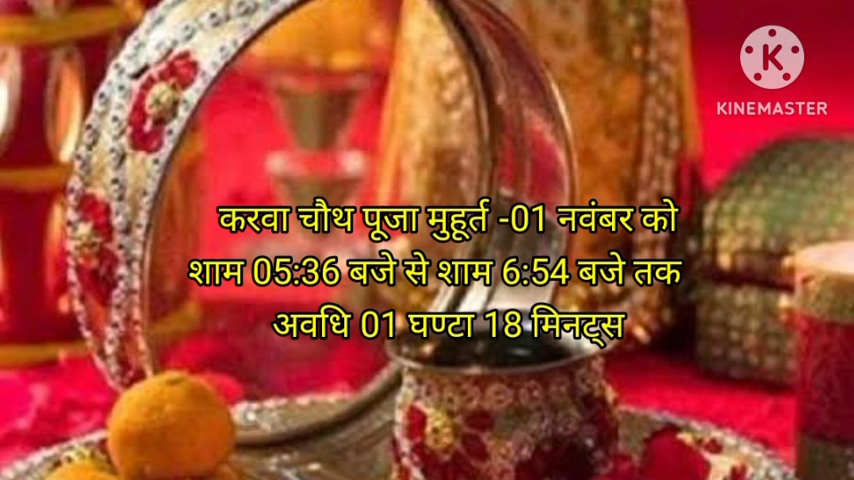 KINEMASTER
करवा चौथ पूजा मुहूर्त -01 नवंबर को
शाम 05:36 बजे से शाम 6:54 बजे तक
अवधि 01 घण्टा 18 मिनट्स